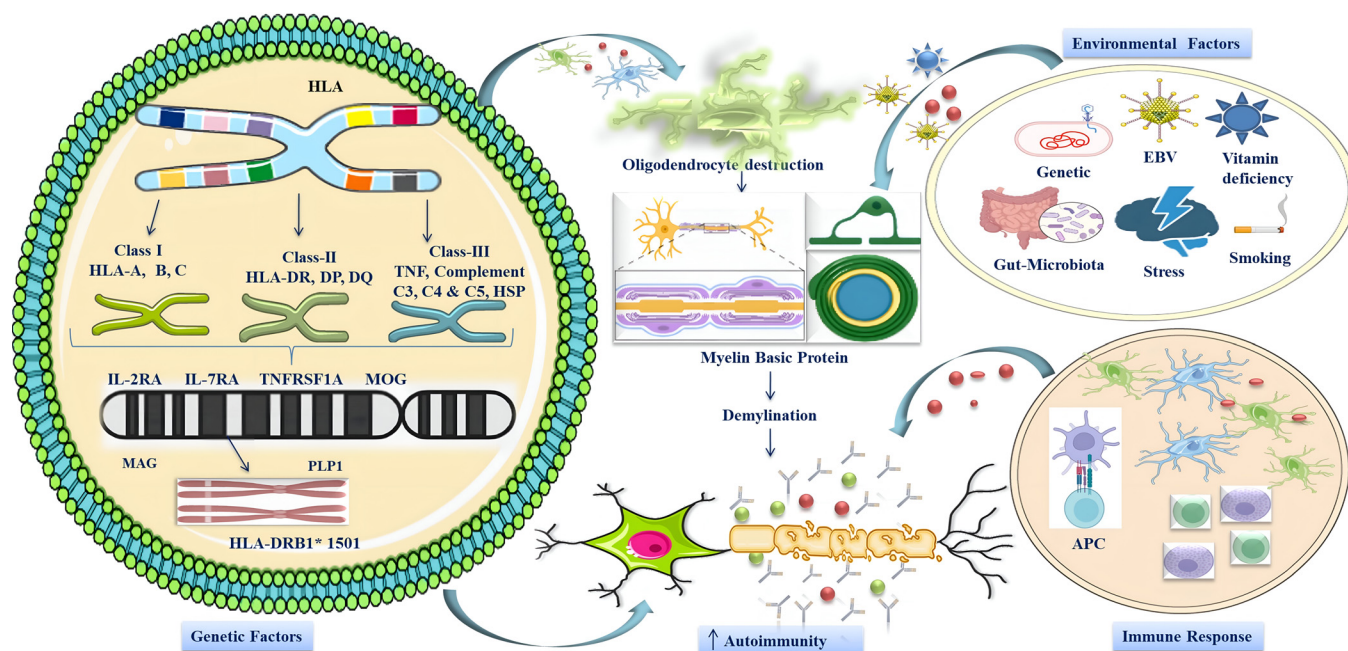 HLA
Class I
HLA-A, B, C
Class-II
HLA-DR, DP, DQ
Class-III
TNF, Complement
C3, C4 & C5, HSP
IL-2RA
IL-7RA
TNFRSF1A
MOG
MAG
PLP1
HLA-DRB1* 1501
Genetic Factors
Oligodendrocyte destruction
Myelin Basic Protein
Demylination
↑ Autoimmunity
Environmental Factors
Genetic
EBV
Vitamin
deficiency
Gut-Microbiota
Stress
Smoking
APC
Immune Response